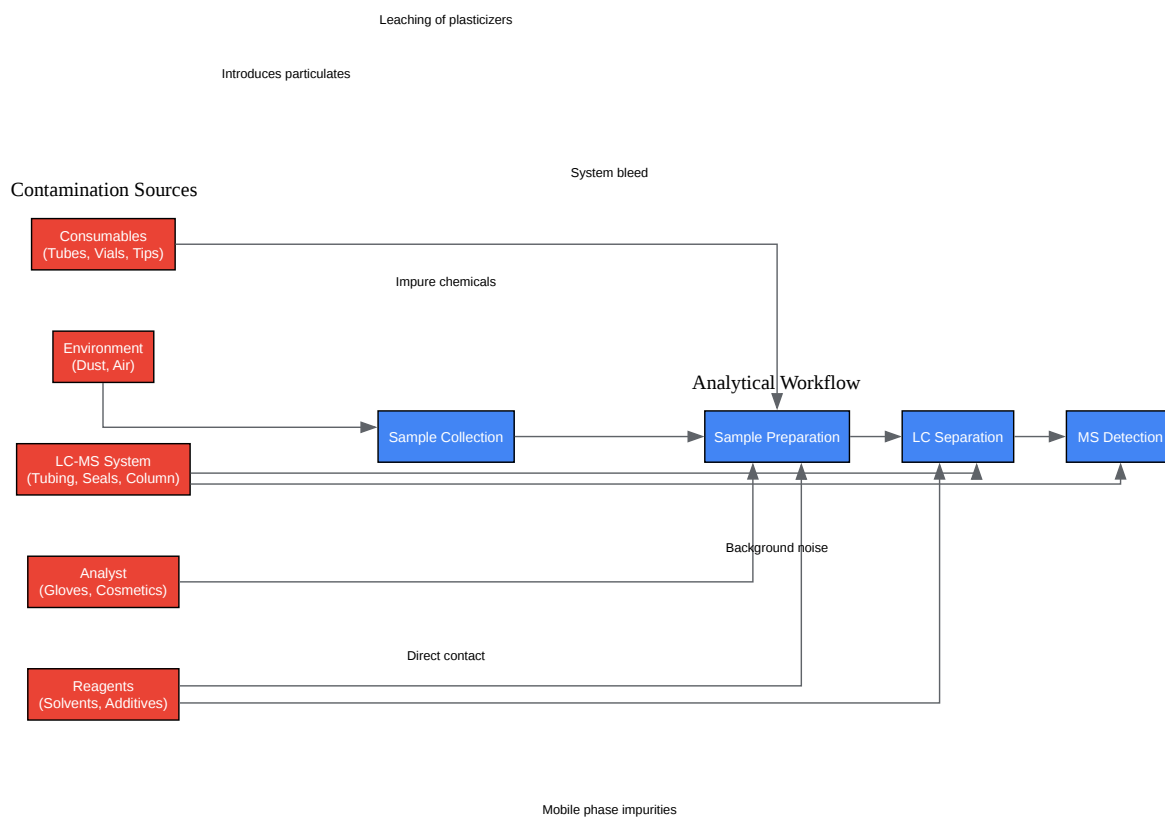 Leaching of plasticizers
Introduces particulates
System bleed
Contamination Sources
Consumables
(Tubes, Vials, Tips)
Impure chemicals
Environment
(Dust, Air)
Analytical Workflow
Sample Collection
Sample Preparation
LC Separation
MS Detection
LC-MS System
(Tubing, Seals, Column)
Background noise
Analyst
(Gloves, Cosmetics)
Direct contact
Reagents
(Solvents, Additives)
Mobile phase impurities